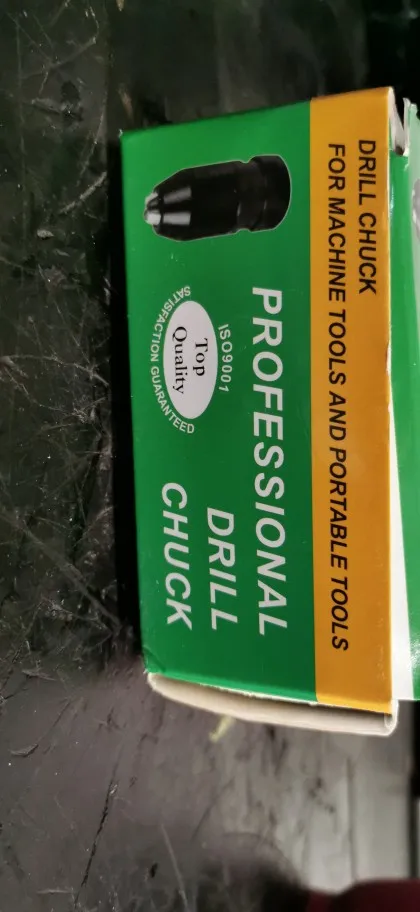 DRILL CHUCK
FOR MACHINE TOOLS AND PORTABLE TOOLS
PROFESSIONAL
DRILL
CHUCK
ISO9001
Top
Quality
SATISFACTION GUARANTEED